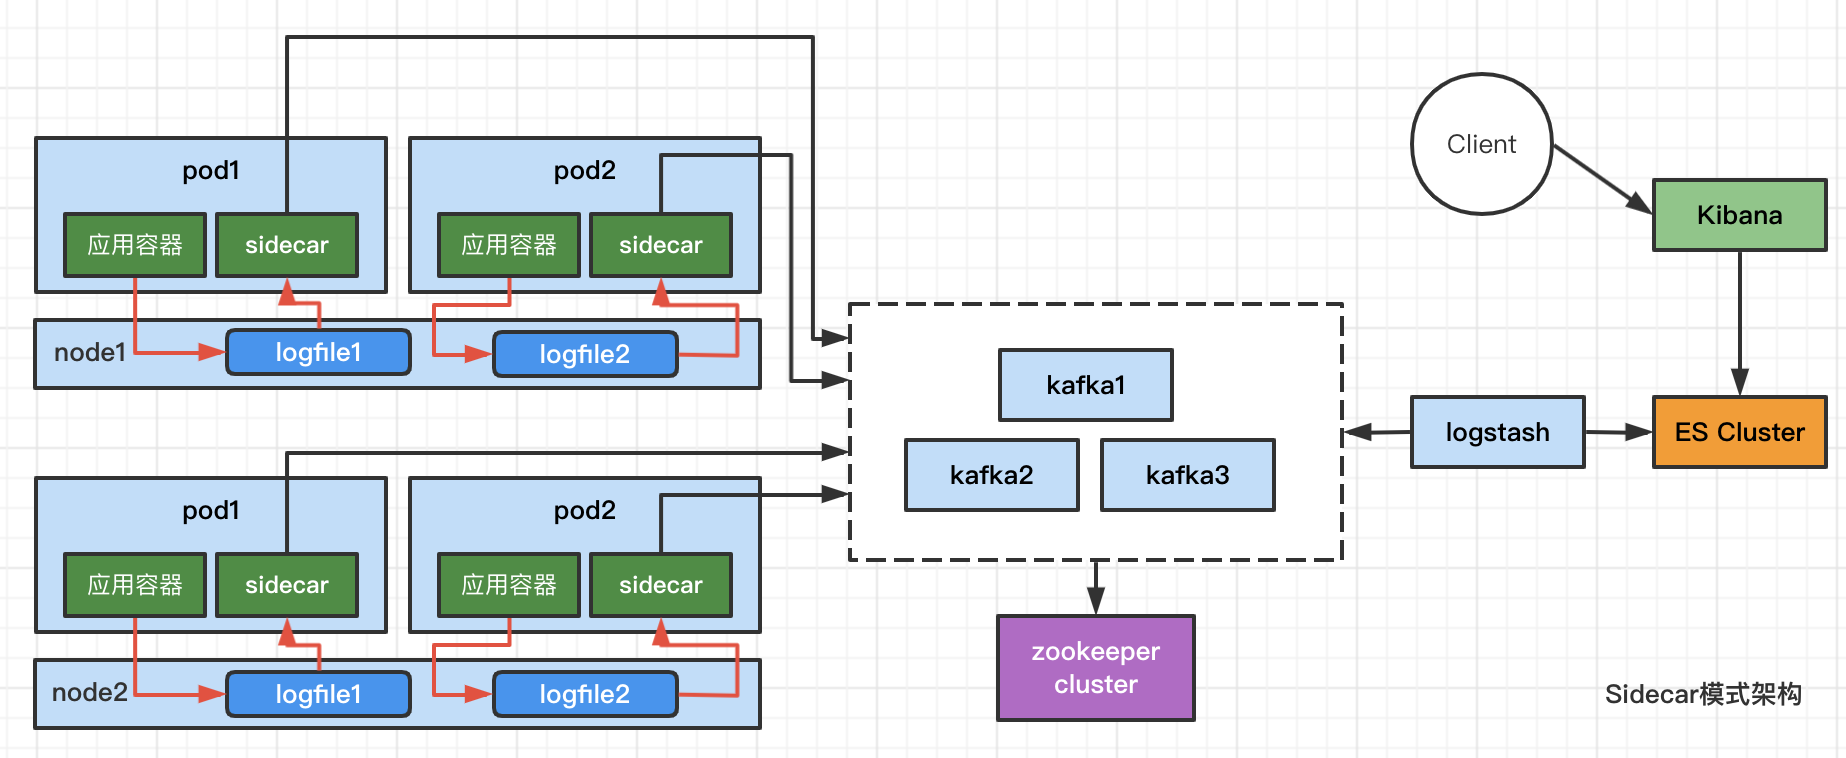 pod1
pod2
应用容器
sidecar
应用容器
sidecar
node1
logfile1
logfile2
pod1
pod2
应用容器
sidecar
应用容器
sidecar
node2
logfile1
logfile2
kafka1
kafka2
kafka3
zookeeper
cluster
Client
Kibana
logstash
ES Cluster
Sidecar模式架构